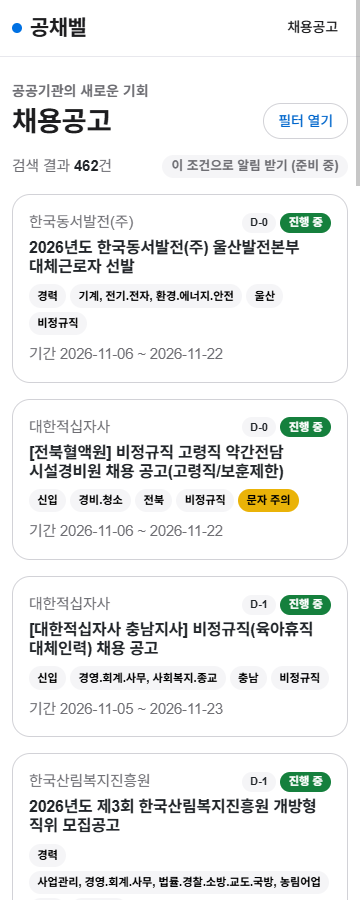 공채벨
채용공고
공공기관의 새로운 기회
채용공고
필터 열기
검색 결과 462건
이 조건으로 알림 받기 (준비 중)
한국동서발전(주)
D-0
진행 중
2026년도 한국동서발전(주) 울산발전본부
대체근로자 선발
경력
기계, 전기.전자, 환경.에너지.안전
울산
비정규직
기간 2026-11-06 ~ 2026-11-22
대한적십자사
D-0
진행 중
[전북혈액원] 비정규직 고령직 약간전담
시설경비원 채용 공고(고령직/보훈제한)
신입
경비.청소
전북
비정규직
문자 주의
기간 2026-11-06 ~ 2026-11-22
대한적십자사
D-1
진행 중
[대한적십자사 충남지사] 비정규직(육아휴직
대체인력) 채용 공고
신입
경영.회계.사무, 사회복지.종교
충남
비정규직
기간 2026-11-05 ~ 2026-11-23
한국산림복지진흥원
D-1
진행 중
2026년도 제3회 한국산림복지진흥원 개방형
직위 모집공고
경력
사업관리, 경영.회계.사무, 법률.경찰.소방.교도.국방, 농림어업